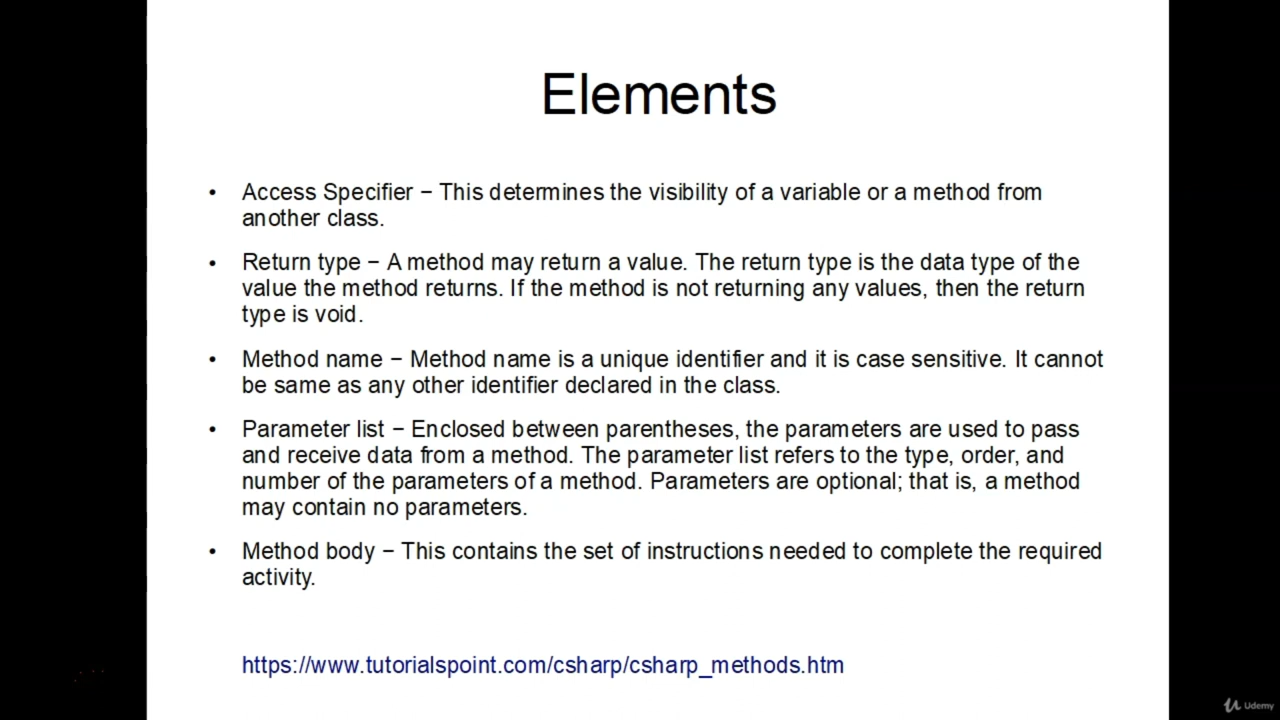 Elements
• Access Specifier − This determines the visibility of a variable or a method from
another class.
• Return type − A method may return a value. The return type is the data type of the
value the method returns. If the method is not returning any values, then the return
type is void.
• Method name − Method name is a unique identifier and it is case sensitive. It cannot
be same as any other identifier declared in the class.
• Parameter list − Enclosed between parentheses, the parameters are used to pass
and receive data from a method. The parameter list refers to the type, order, and
number of the parameters of a method. Parameters are optional; that is, a method
may contain no parameters.
• Method body − This contains the set of instructions needed to complete the required
activity.
https://www.tutorialspoint.com/csharp/csharp_methods.htm
Udemy